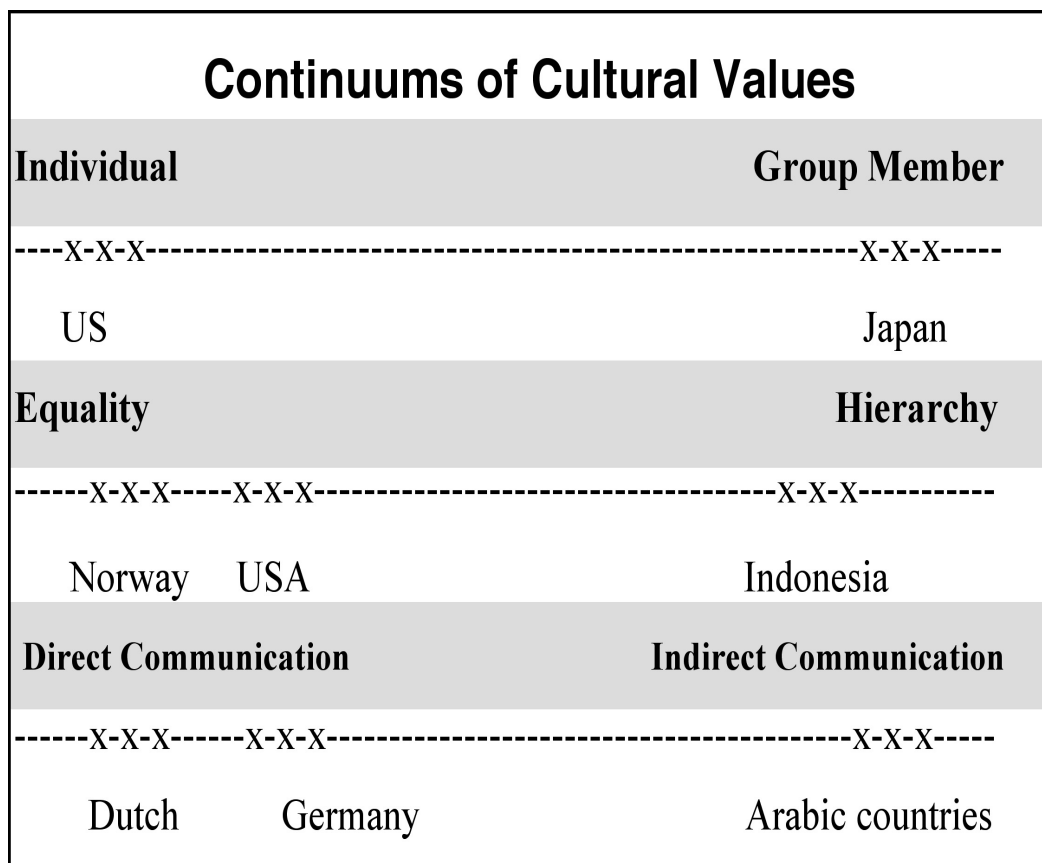 Continuums of Cultural Values
Individual Group Member
----x-x-x---------------------------------------------------------x-x-x-----
US Japan
Equality Hierarchy
------x-x-x-----x-x-x-------------------------------------x-x-x-----------
Norway USA Indonesia
Direct Communication Indirect Communication
------x-x-x------x-x-x------------------------------------------x-x-x-----
Dutch Germany Arabic countries